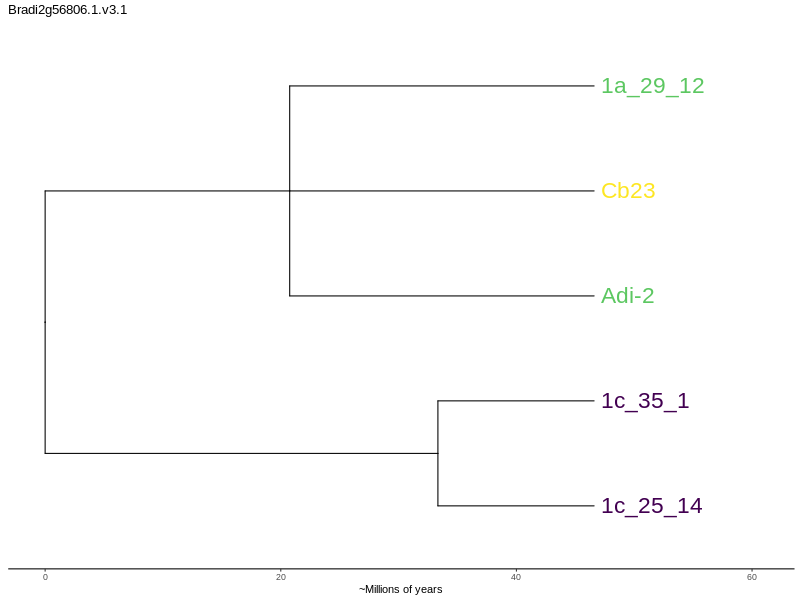 Bradi2g56806.1.v3.1
1a_29_12
Cb23
Adi-2
1c_35_1
1c_25_14
0 20 40 60
~Millions of years